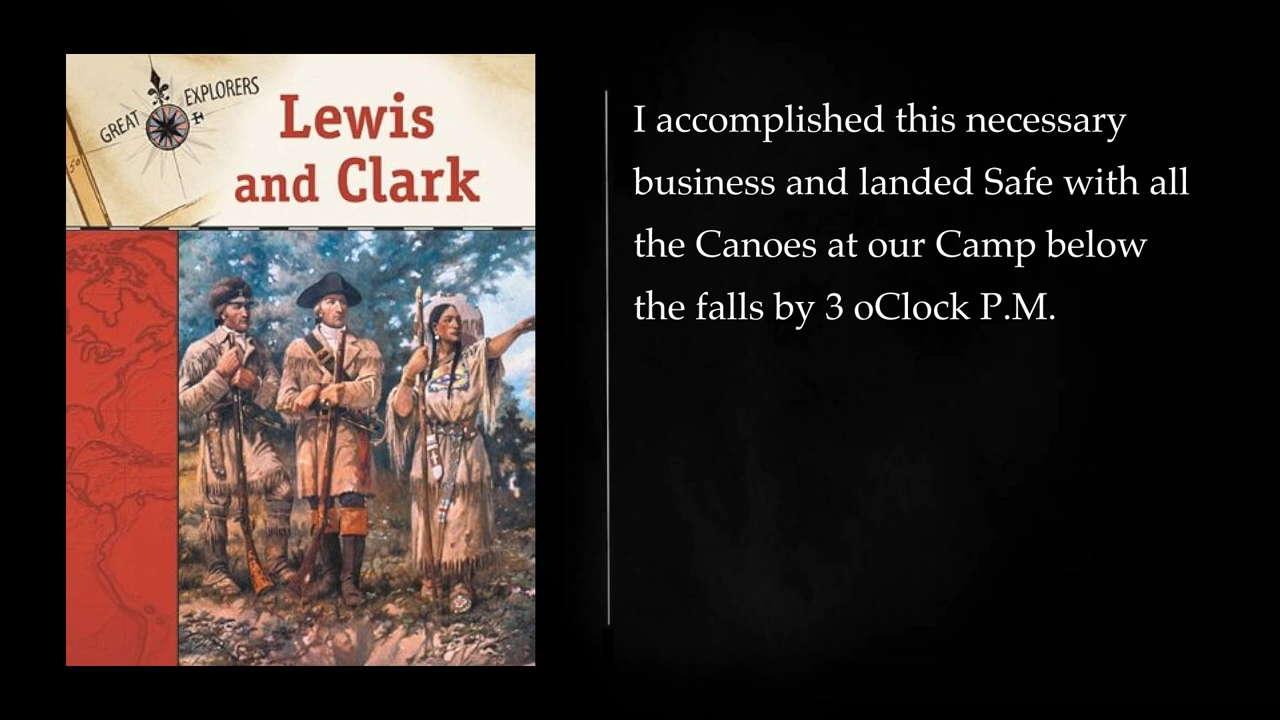 GREAT EXPLORERS
Lewis
and Clark
50
I accomplished this necessary
business and landed Safe with all
the Canoes at our Camp below
the falls by 3 oClock P.M.